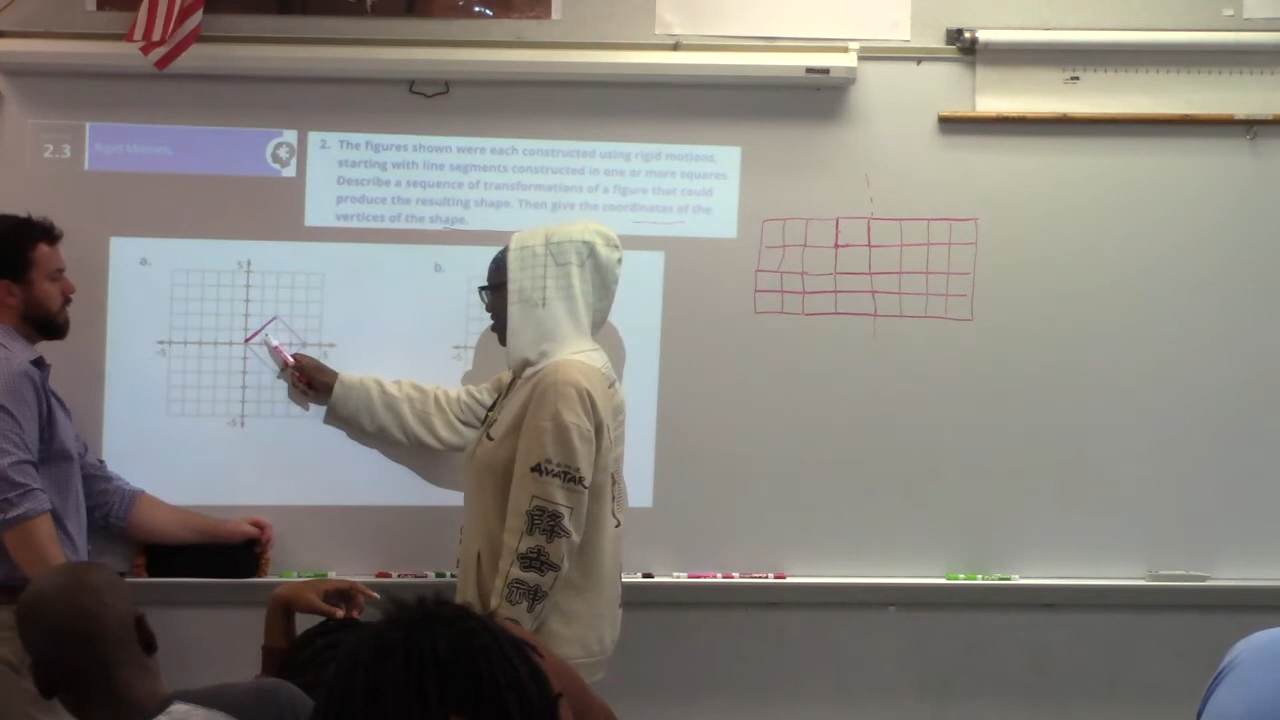 2.3
Rigid Motions,
2. The figures shown were each constructed using rigid motions,
starting with line segments constructed in one or more squares.
Describe a sequence of transformations of a figure that could
produce the resulting shape. Then give the coordinates of the
vertices of the shape.
a.
5
-5
-5
b.
-5
AVATAR
降